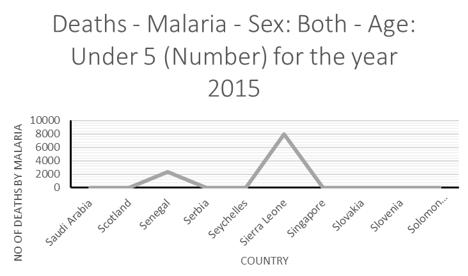 Deaths - Malaria - Sex: Both - Age:
Under 5 (Number) for the year
2015
NO OF DEATHS BY MALARIA
10000
8000
6000
4000
2000
0
Saudi Arabia
Scotland
Senegal
Serbia
Seychelles
Sierra Leone
Singapore
Slovakia
Slovenia
Solomon...
COUNTRY